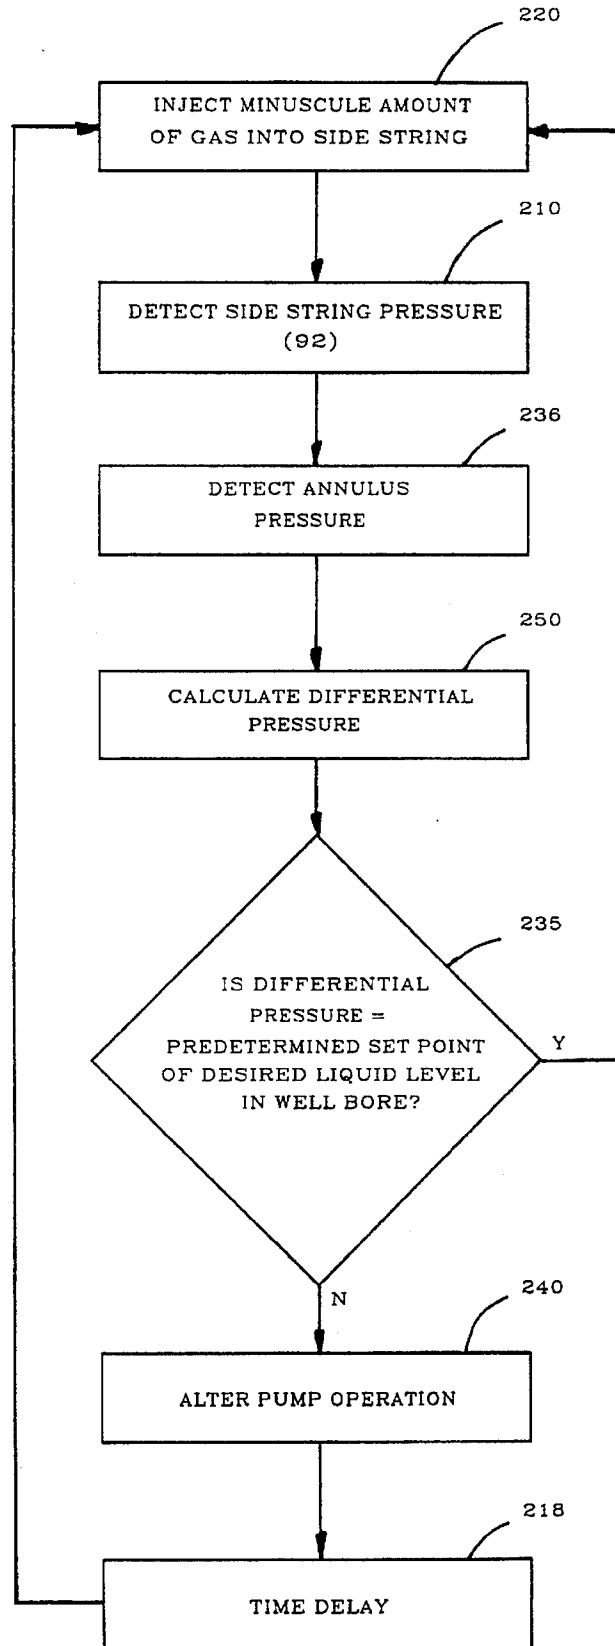 220
INJECT MINUSCULE AMOUNT
OF GAS INTO SIDE STRING
210
DETECT SIDE STRING PRESSURE
(92)
236
DETECT ANNULUS
PRESSURE
250
CALCULATE DIFFERENTIAL
PRESSURE
235
IS DIFFERENTIAL
PRESSURE =
PREDETERMINED SET POINT
OF DESIRED LIQUID LEVEL
IN WELL BORE?
Y
N
240
ALTER PUMP OPERATION
218
TIME DELAY